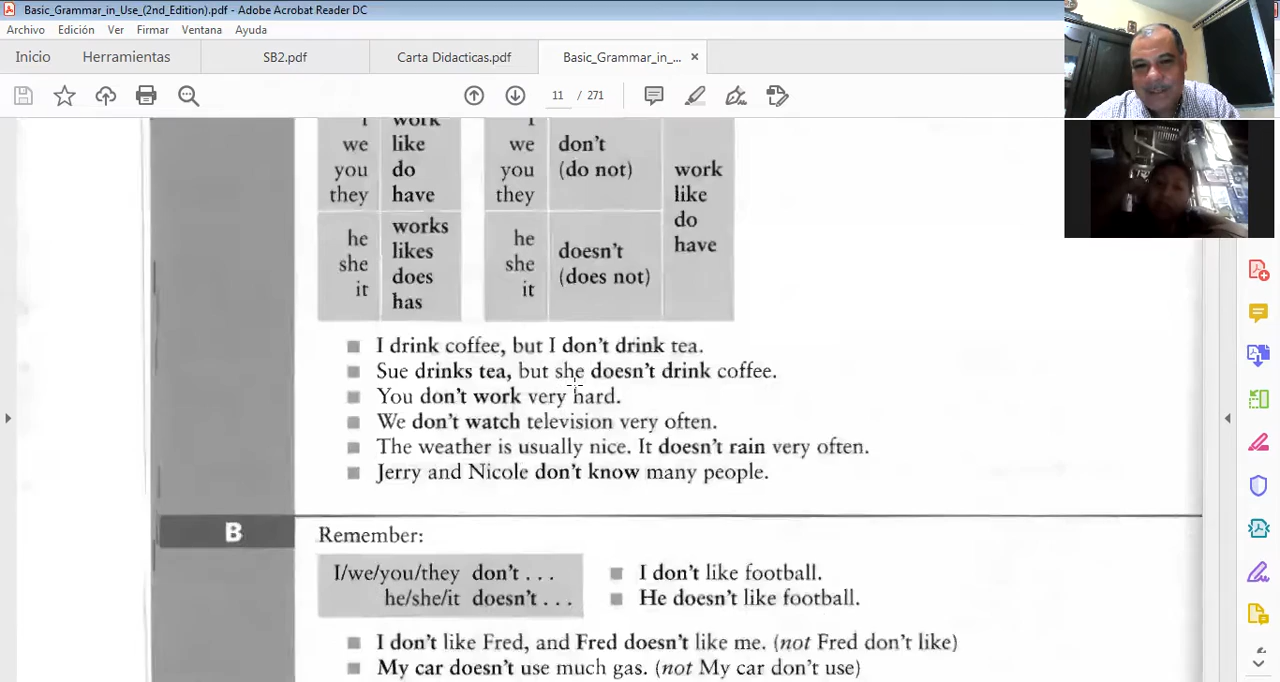 Basic_Grammar_in_Use_(2nd_Edition).pdf - Adobe Acrobat Reader DC
Archivo Edición Ver Firmar Ventana Ayuda
Inicio Herramientas SB2.pdf Carta Didacticas.pdf Basic_Grammar_in_... ×
11 / 271
I work I
we like we don't
you do you (do not) work
they have they like
do
he works he have
she likes she doesn't
it does it (does not)
has
I drink coffee, but I don't drink tea.
Sue drinks tea, but she doesn't drink coffee.
You don't work very hard.
We don't watch television very often.
The weather is usually nice. It doesn't rain very often.
Jerry and Nicole don't know many people.
B Remember:
I/we/you/they don't . . . I don't like football.
he/she/it doesn't . . . He doesn't like football.
I don't like Fred, and Fred doesn't like me. (not Fred don't like)
My car doesn't use much gas. (not My car don't use)